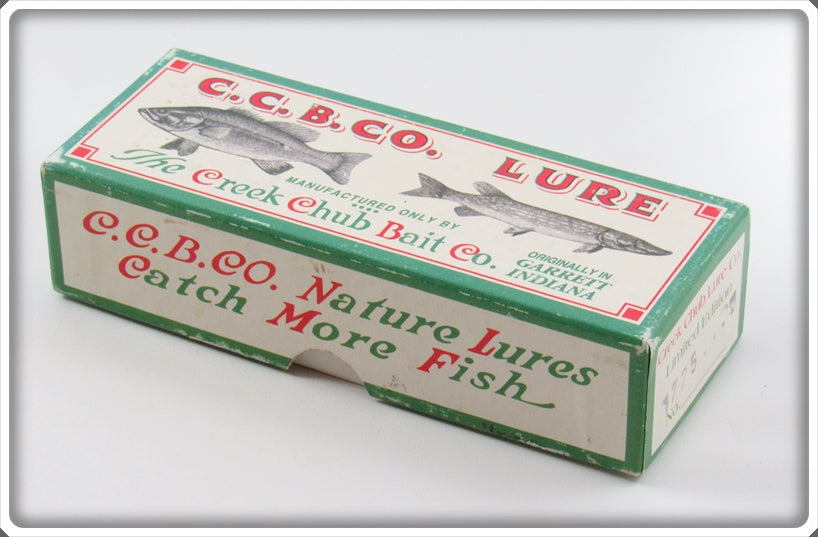 C.C.B.CO. LURE
MANUFACTURED ONLY BY
The Creek Chub Bait Co.
ORIGINALLY IN
GARRETT
INDIANA
C.C.B.CO. Nature Lures
Catch More Fish
Creek Chub Lure Co.
Limited Edition
No.